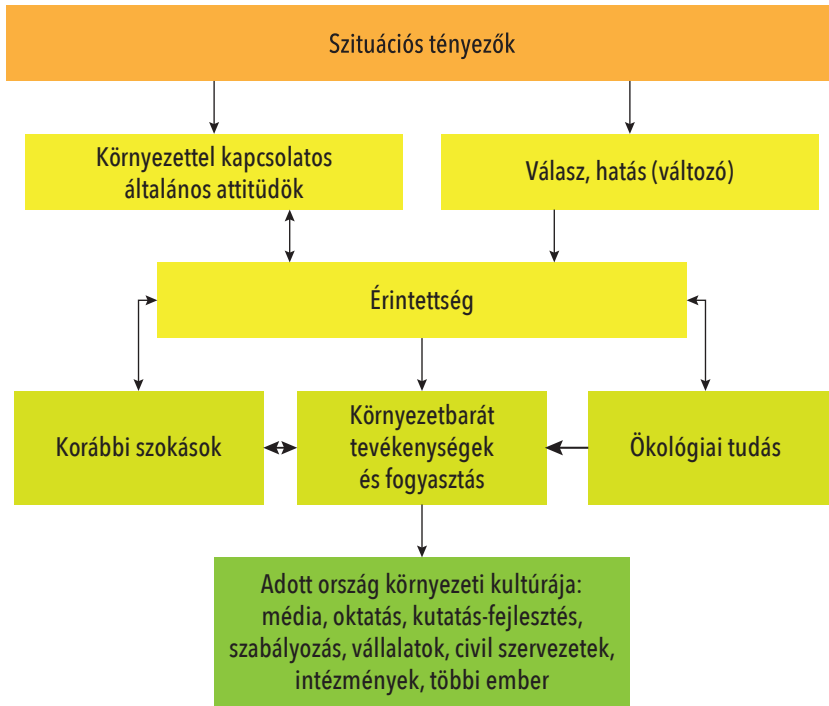 Szituációs tényezők
Környezettel kapcsolatos
általános attitűdök
Válasz, hatás (változó)
Érintettség
Korábbi szokások
Környezetbarát
tevékenységek
és fogyasztás
Ökológiai tudás
Adott ország környezeti kultúrája:
média, oktatás, kutatás-fejlesztés,
szabályozás, vállalatok, civil szervezetek,
intézmények, többi ember